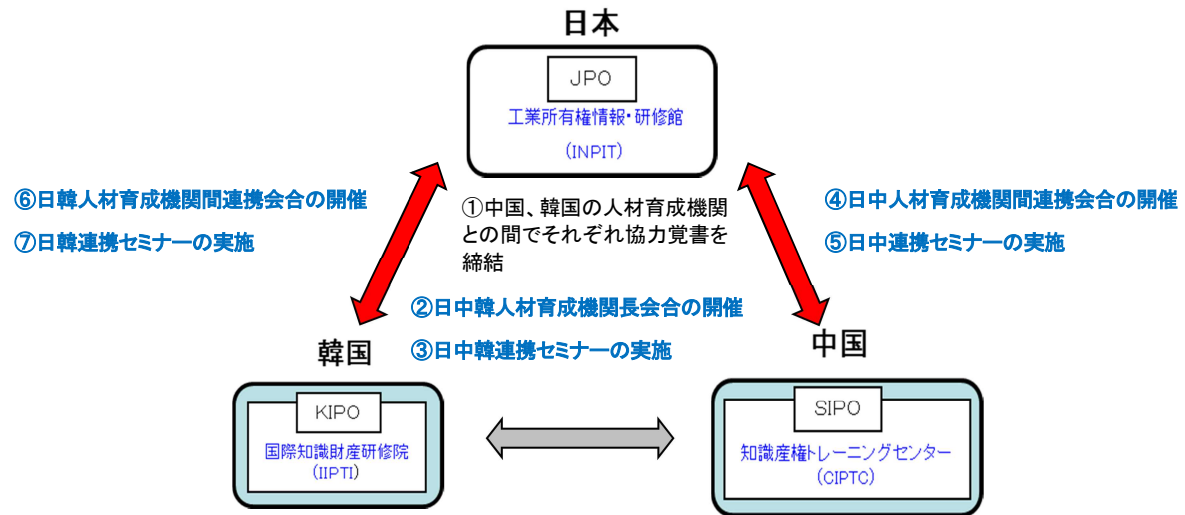 日本
JPO
工業所有権情報・研修館
(INPIT)
⑥日韓人材育成機関間連携会合の開催
⑦日韓連携セミナーの実施
①中国、韓国の人材育成機関
との間でそれぞれ協力覚書を
締結
④日中人材育成機関間連携会合の開催
⑤日中連携セミナーの実施
②日中韓人材育成機関長会合の開催
③日中韓連携セミナーの実施
韓国
KIPO
国際知識財産研修院
(IIPTI)
中国
SIPO
知識産権トレーニングセンター
(CIPTC)